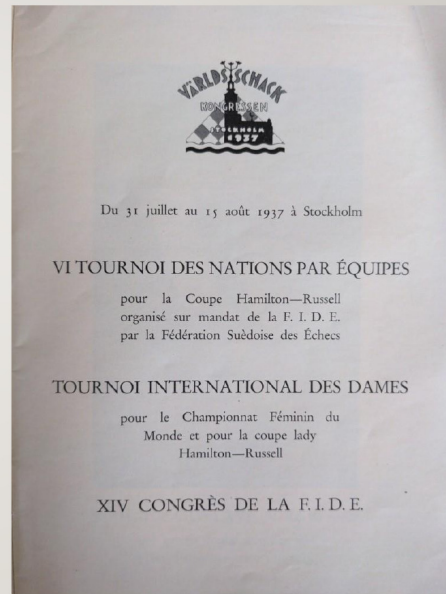 VÄRLDSSCHACK
KONGRESSEN
STOCKHOLM
1937
Du 31 juillet au 15 août 1937 à Stockholm
VI TOURNOI DES NATIONS PAR ÉQUIPES
pour la Coupe Hamilton—Russell
organisé sur mandat de la F. I. D. E.
par la Fédération Suèdoise des Échecs
TOURNOI INTERNATIONAL DES DAMES
pour le Championnat Féminin du
Monde et pour la coupe lady
Hamilton—Russell
XIV CONGRÈS DE LA F. I. D. E.